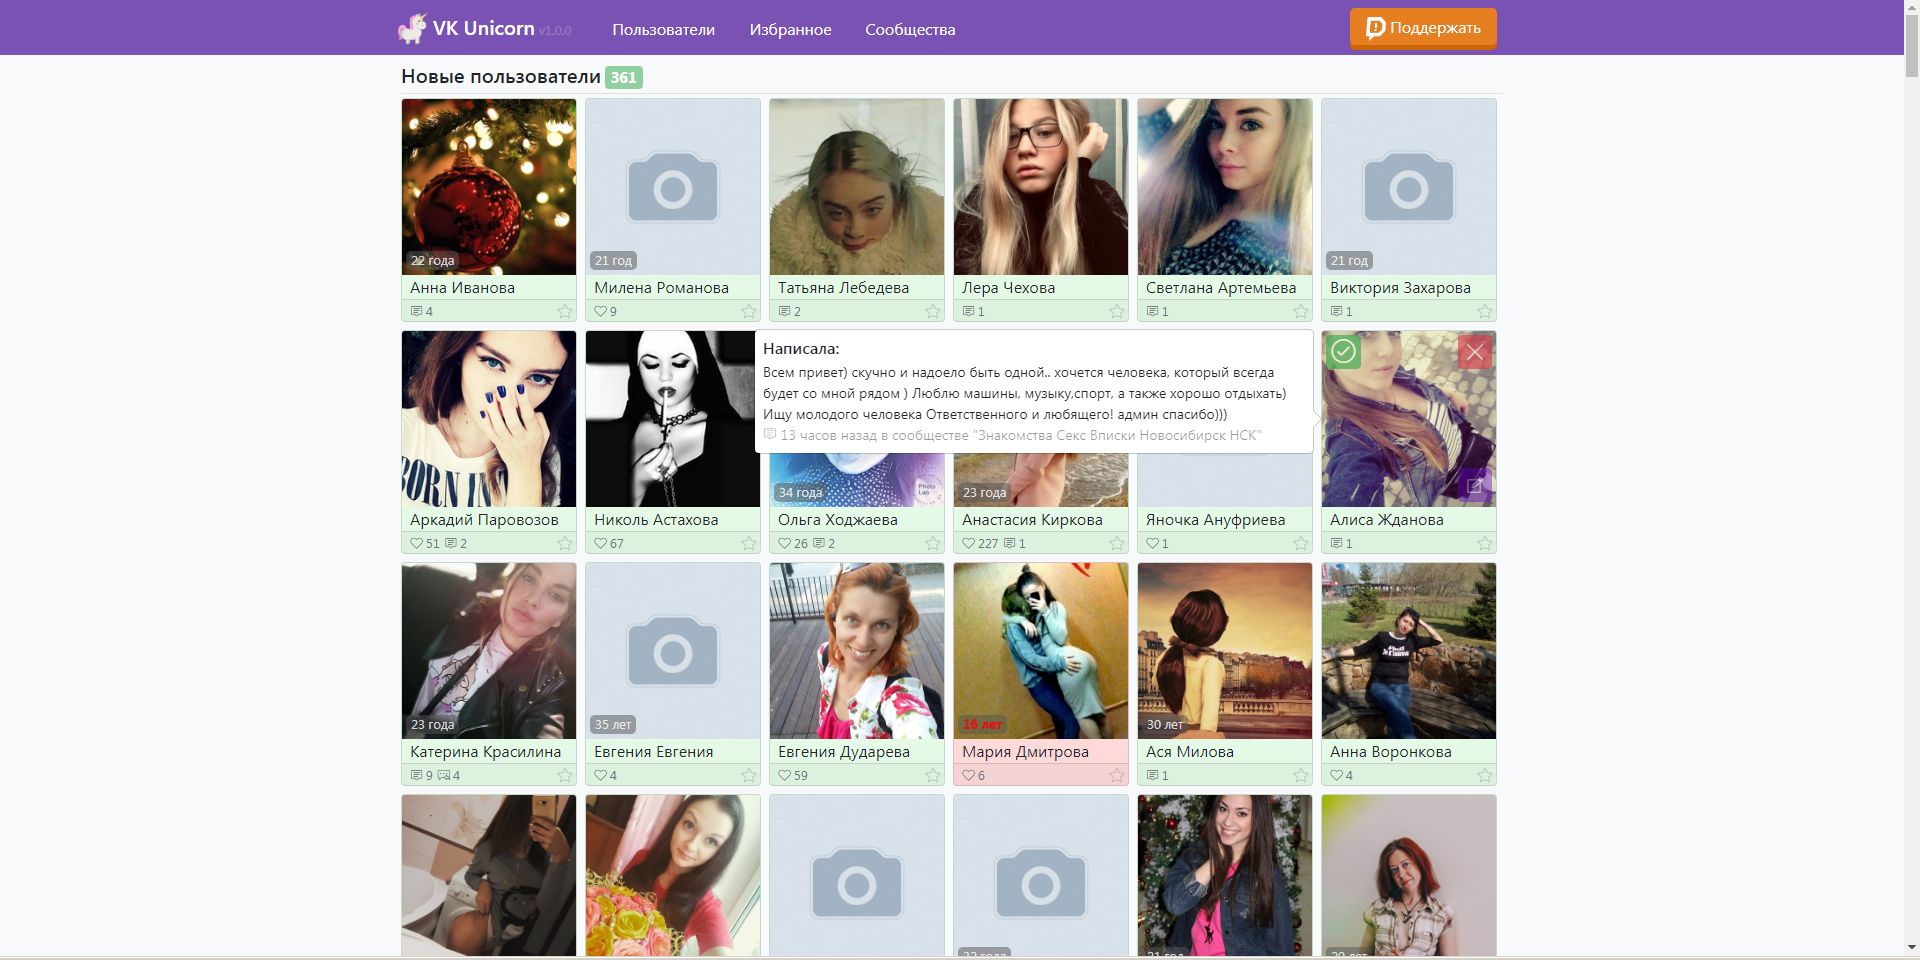 VK Unicorn v1.0.0 Пользователи Избранное Сообщества Поддержать
Новые пользователи 361
22 года
21 год
21 год
Анна Иванова
Милена Романова
Татьяна Лебедева
Лера Чехова
Светлана Артемьева
Виктория Захарова
4
9
2
1
1
1
Написала:
Всем привет) скучно и надоело быть одной.. хочется человека, который всегда
будет со мной рядом ) Люблю машины, музыку,спорт, а также хорошо отдыхать)
Ищу молодого человека Ответственного и любящего! админ спасибо)))
13 часов назад в сообществе "Знакомства Секс Вписки Новосибирск НСК"
BORN IN
Photo
Lab
34 года
23 года
Аркадий Паровозов
Николь Астахова
Ольга Ходжаева
Анастасия Киркова
Яночка Ануфриева
Алиса Жданова
51 2
67
26 2
227 1
1
1
23 года
35 лет
16 лет
30 лет
Катерина Красилина
Евгения Евгения
Евгения Дударева
Мария Дмитрова
Ася Милова
Анна Воронкова
9 4
4
59
6
1
4